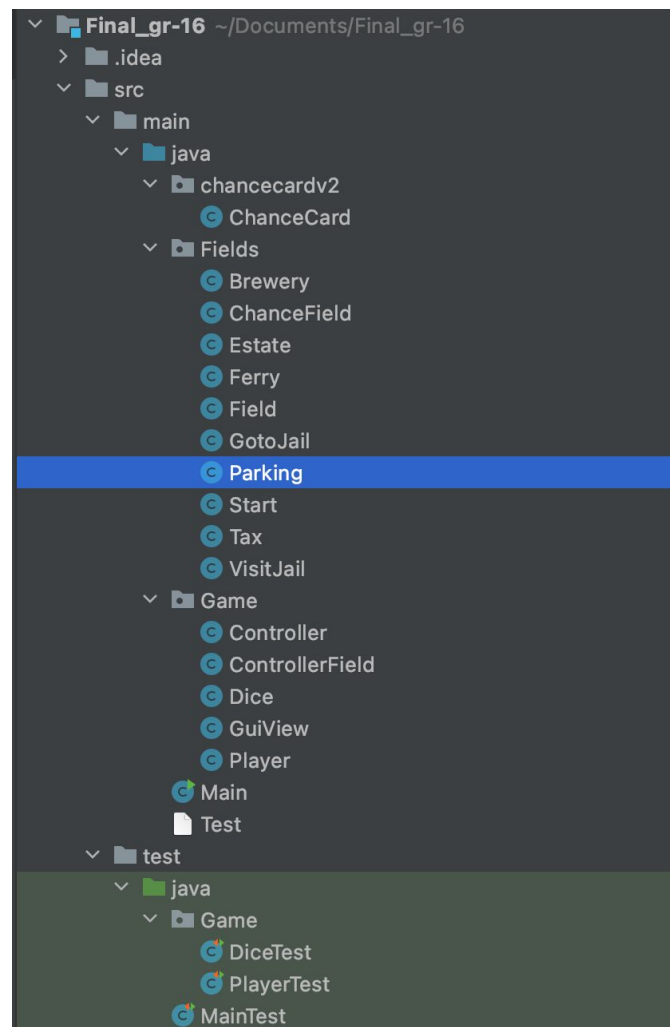 Final_gr-16 ~/Documents/Final_gr-16
.idea
src
main
java
chancecardv2
ChanceCard
Fields
Brewery
ChanceField
Estate
Ferry
Field
GotoJail
Parking
Start
Tax
VisitJail
Game
Controller
ControllerField
Dice
GuiView
Player
Main
Test
test
java
Game
DiceTest
PlayerTest
MainTest